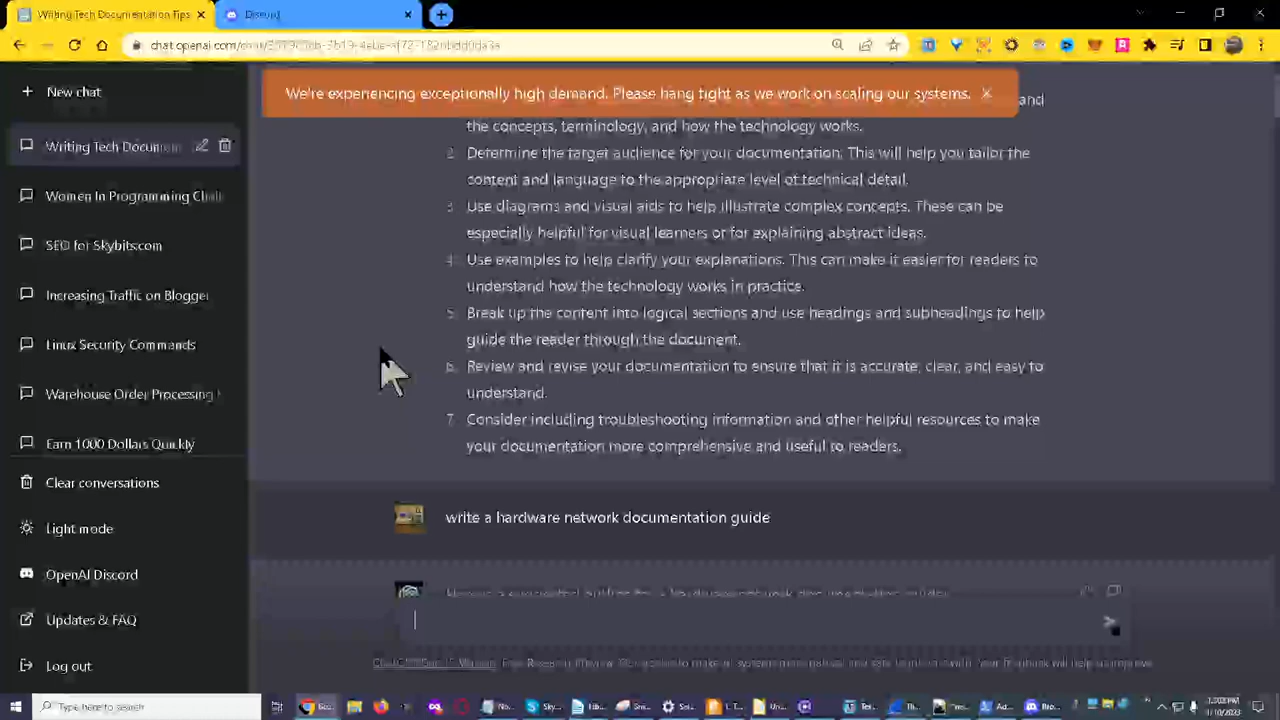 Writing Tech Documentation Tips
Discord
chat.openai.com/
New chat
We're experiencing exceptionally high demand. Please hang tight as we work on scaling our systems.
and
the concepts, terminology, and how the technology works.
Writing Tech Docum
2. Determine the target audience for your documentation. This will help you tailor the
content and language to the appropriate level of technical detail.
Women In Programming Chall
3. Use diagrams and visual aids to help illustrate complex concepts. These can be
especially helpful for visual learners or for explaining abstract ideas.
SEO for Skybits.com
4. Use examples to help clarify your explanations. This can make it easier for readers to
understand how the technology works in practice.
Increasing Traffic on Blogger
5. Break up the content into logical sections and use headings and subheadings to help
guide the reader through the document.
Linux Security Commands
6. Review and revise your documentation to ensure that it is accurate, clear, and easy to
understand.
Warehouse Order Processing
7. Consider including troubleshooting information and other helpful resources to make
your documentation more comprehensive and useful to readers.
Earn 1000 Dollars Quickly
Clear conversations
write a hardware network documentation guide
Light mode
OpenAI Discord
Updates & FAQ
Log out
Type here to search